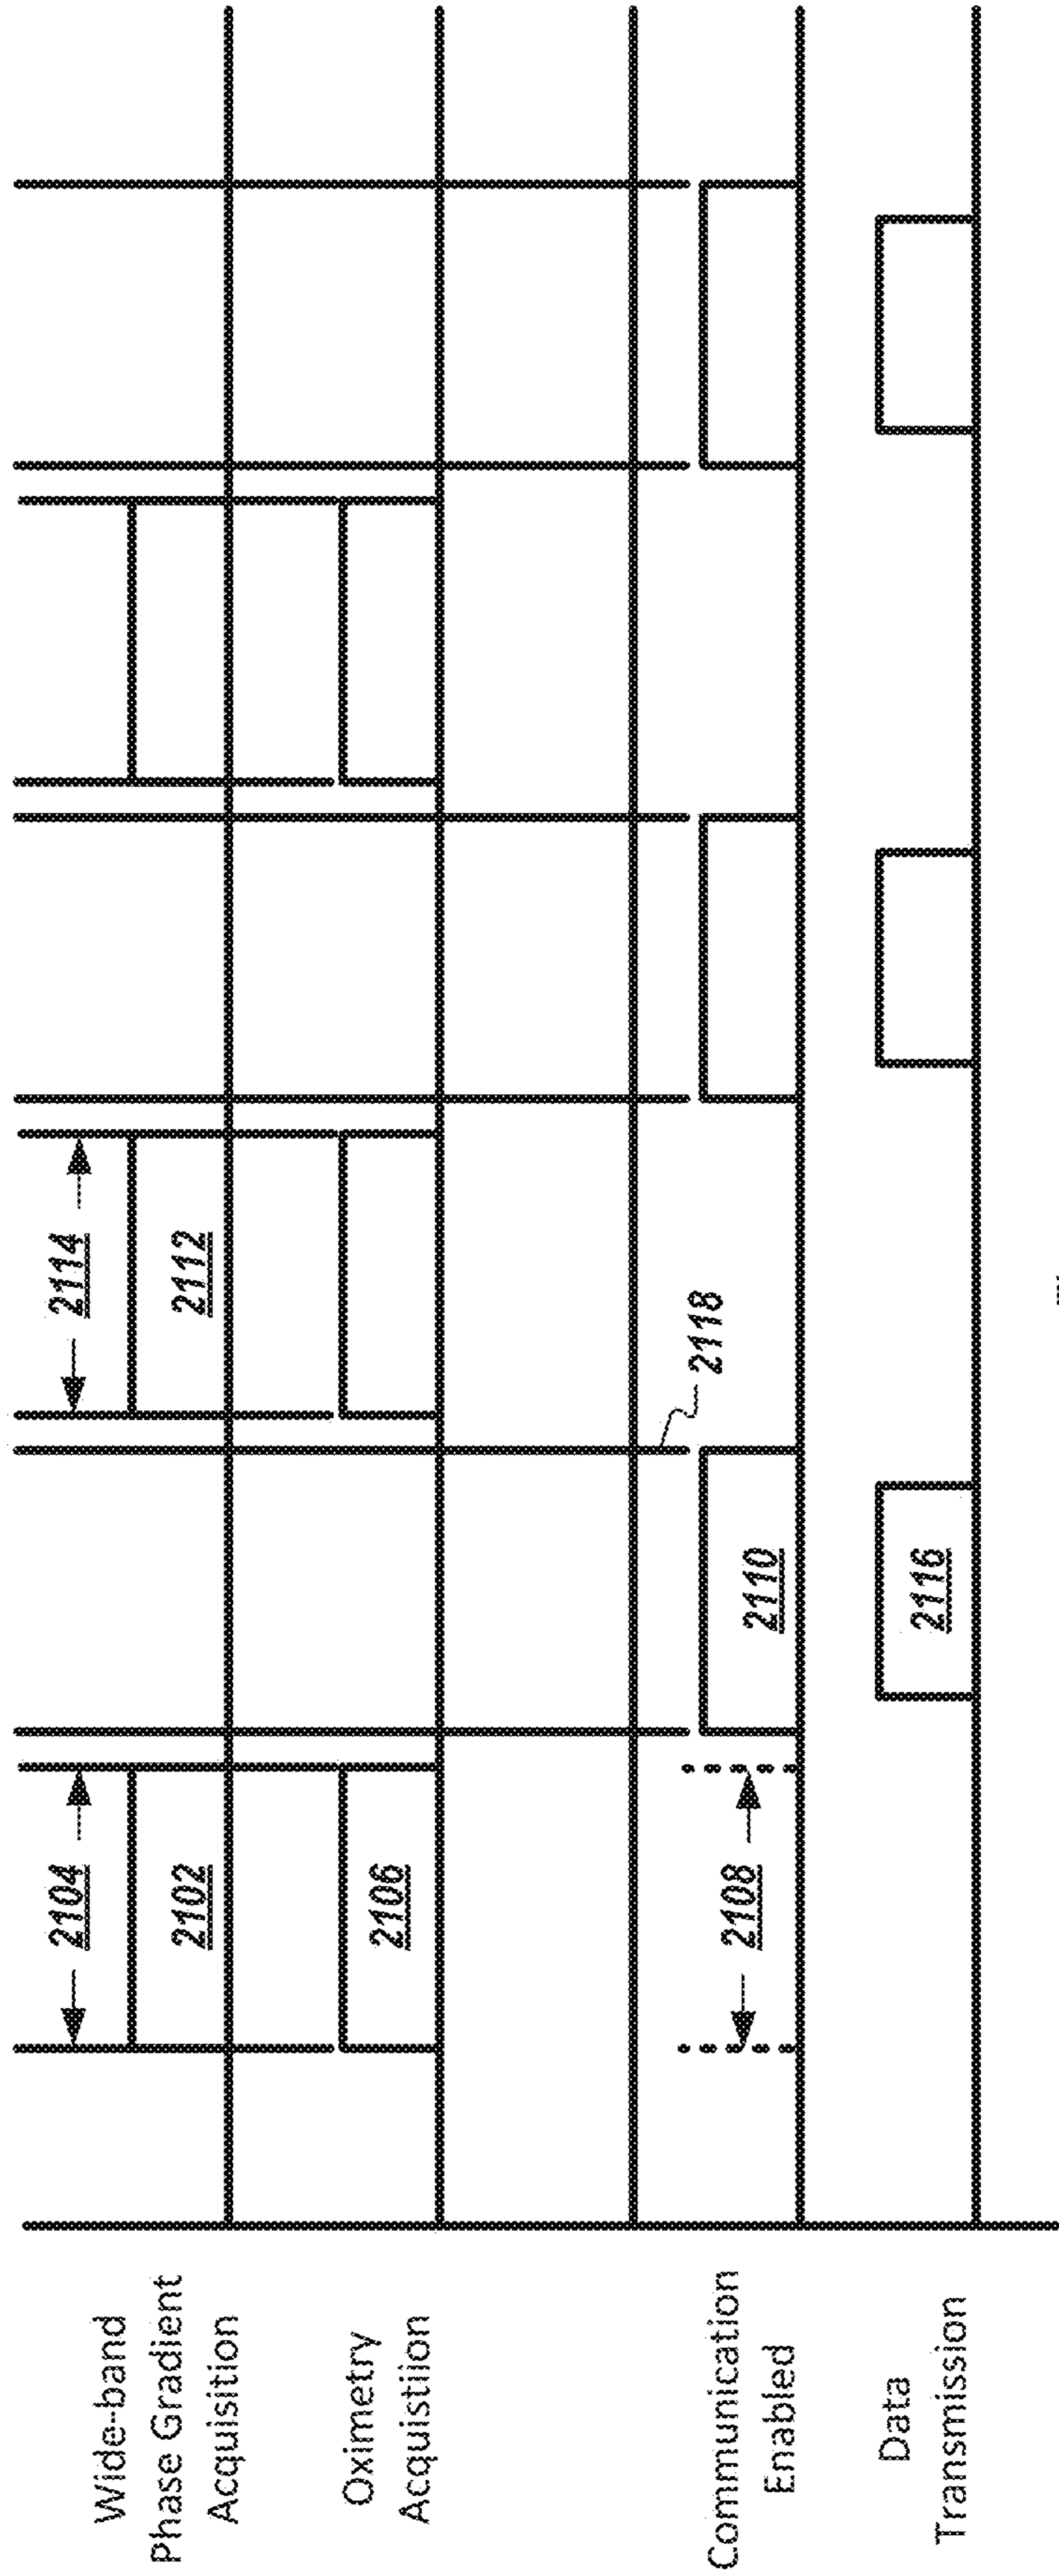 Wide-band
Phase Gradient
Acquisition
Oximetry
Acquistiion
Communication
Enabled
Data
Transmission
2104
2102
2106
2108
2110
2116
2118
2114
2112